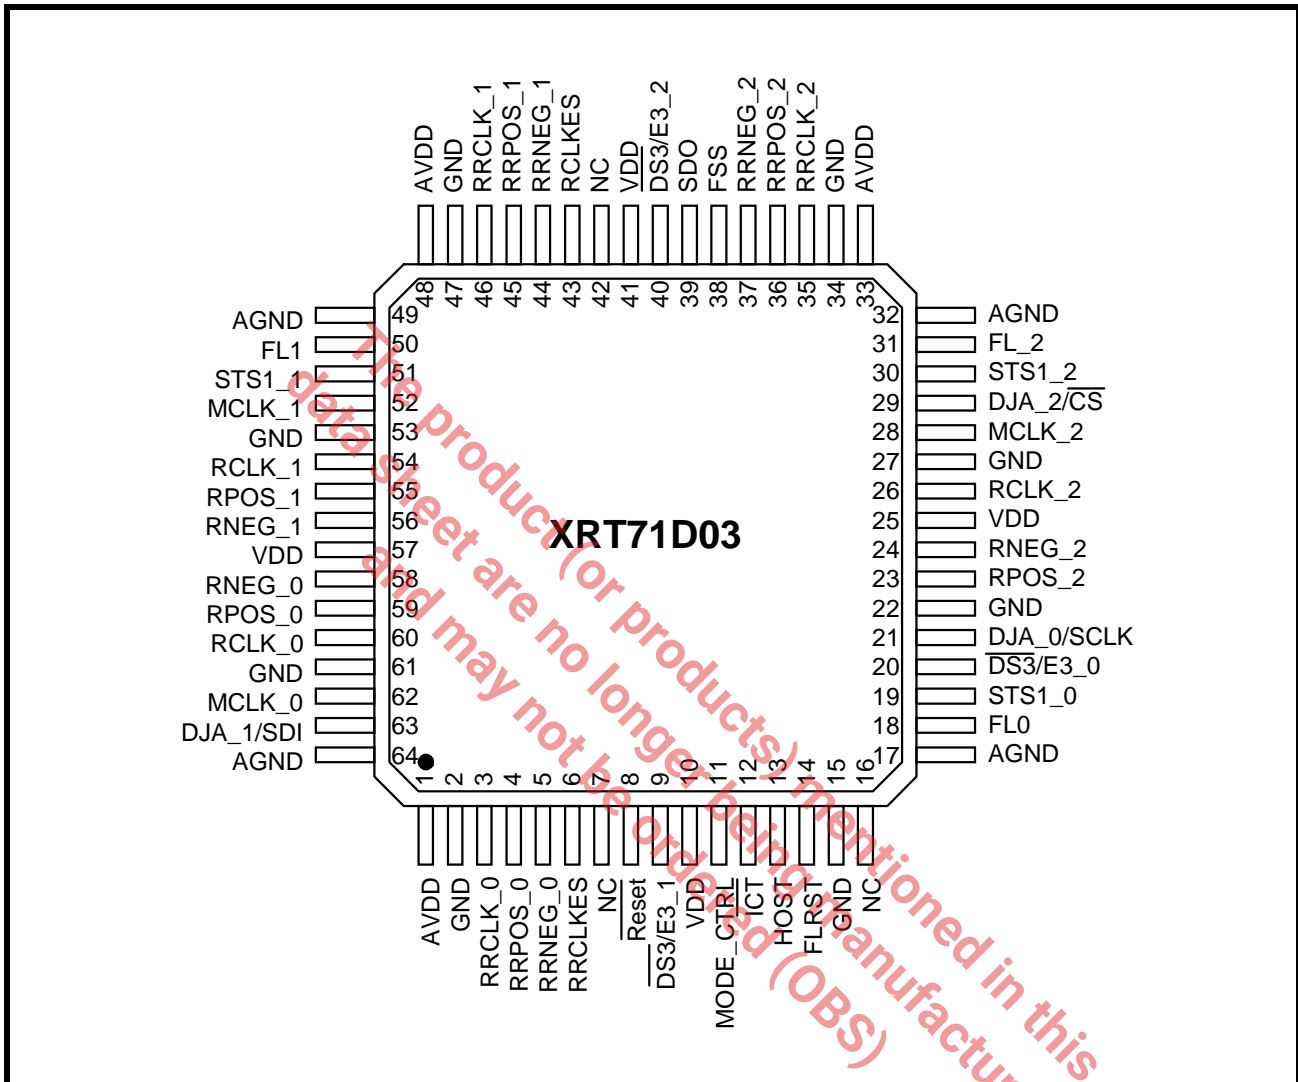 AVDD
GND
RRCLK_1
RRPOS_1
RRNEG_1
RCLKES
NC
VDD
DS3/E3_2
SDO
FSS
RRNEG_2
RRPOS_2
RRCLK_2
GND
AVDD
48
47
46
45
44
43
42
41
40
39
38
37
36
35
34
33
AGND 49
FL1 50
STS1_1 51
MCLK_1 52
GND 53
RCLK_1 54
RPOS_1 55
RNEG_1 56
VDD 57
RNEG_0 58
RPOS_0 59
RCLK_0 60
GND 61
MCLK_0 62
DJA_1/SDI 63
AGND 64
XRT71D03
32 AGND
31 FL_2
30 STS1_2
29 DJA_2/CS
28 MCLK_2
27 GND
26 RCLK_2
25 VDD
24 RNEG_2
23 RPOS_2
22 GND
21 DJA_0/SCLK
20 DS3/E3_0
19 STS1_0
18 FL0
17 AGND
1
2
3
4
5
6
7
8
9
10
11
12
13
14
15
16
AVDD
GND
RRCLK_0
RRPOS_0
RRNEG_0
RRCLKES
NC
Reset
DS3/E3_1
VDD
MODE_CTRL
ICT
HOST
FLRST
GND
NC
The product (or products) mentioned in this
data sheet are no longer being manufactur
and may not be ordered (OBS)